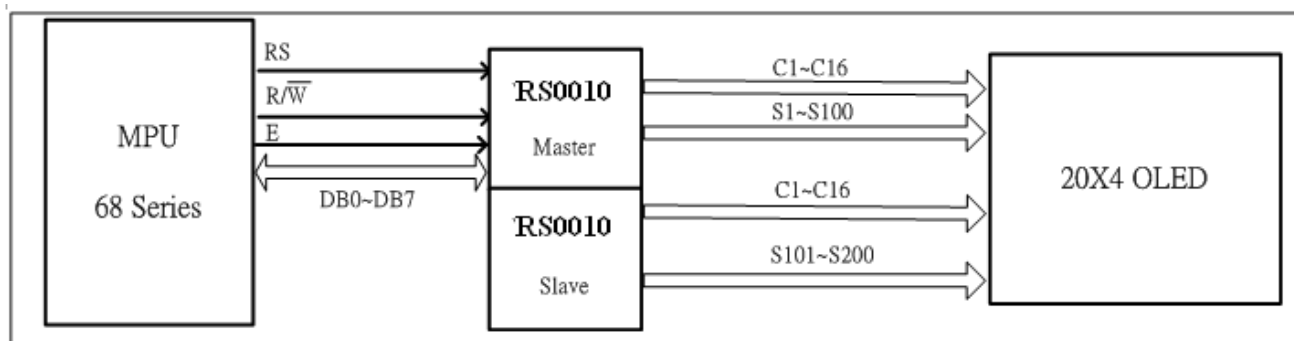 MPU
68 Series
RS
R/W̅
E
DB0~DB7
RS0010
Master
RS0010
Slave
C1~C16
S1~S100
C1~C16
S101~S200
20X4 OLED